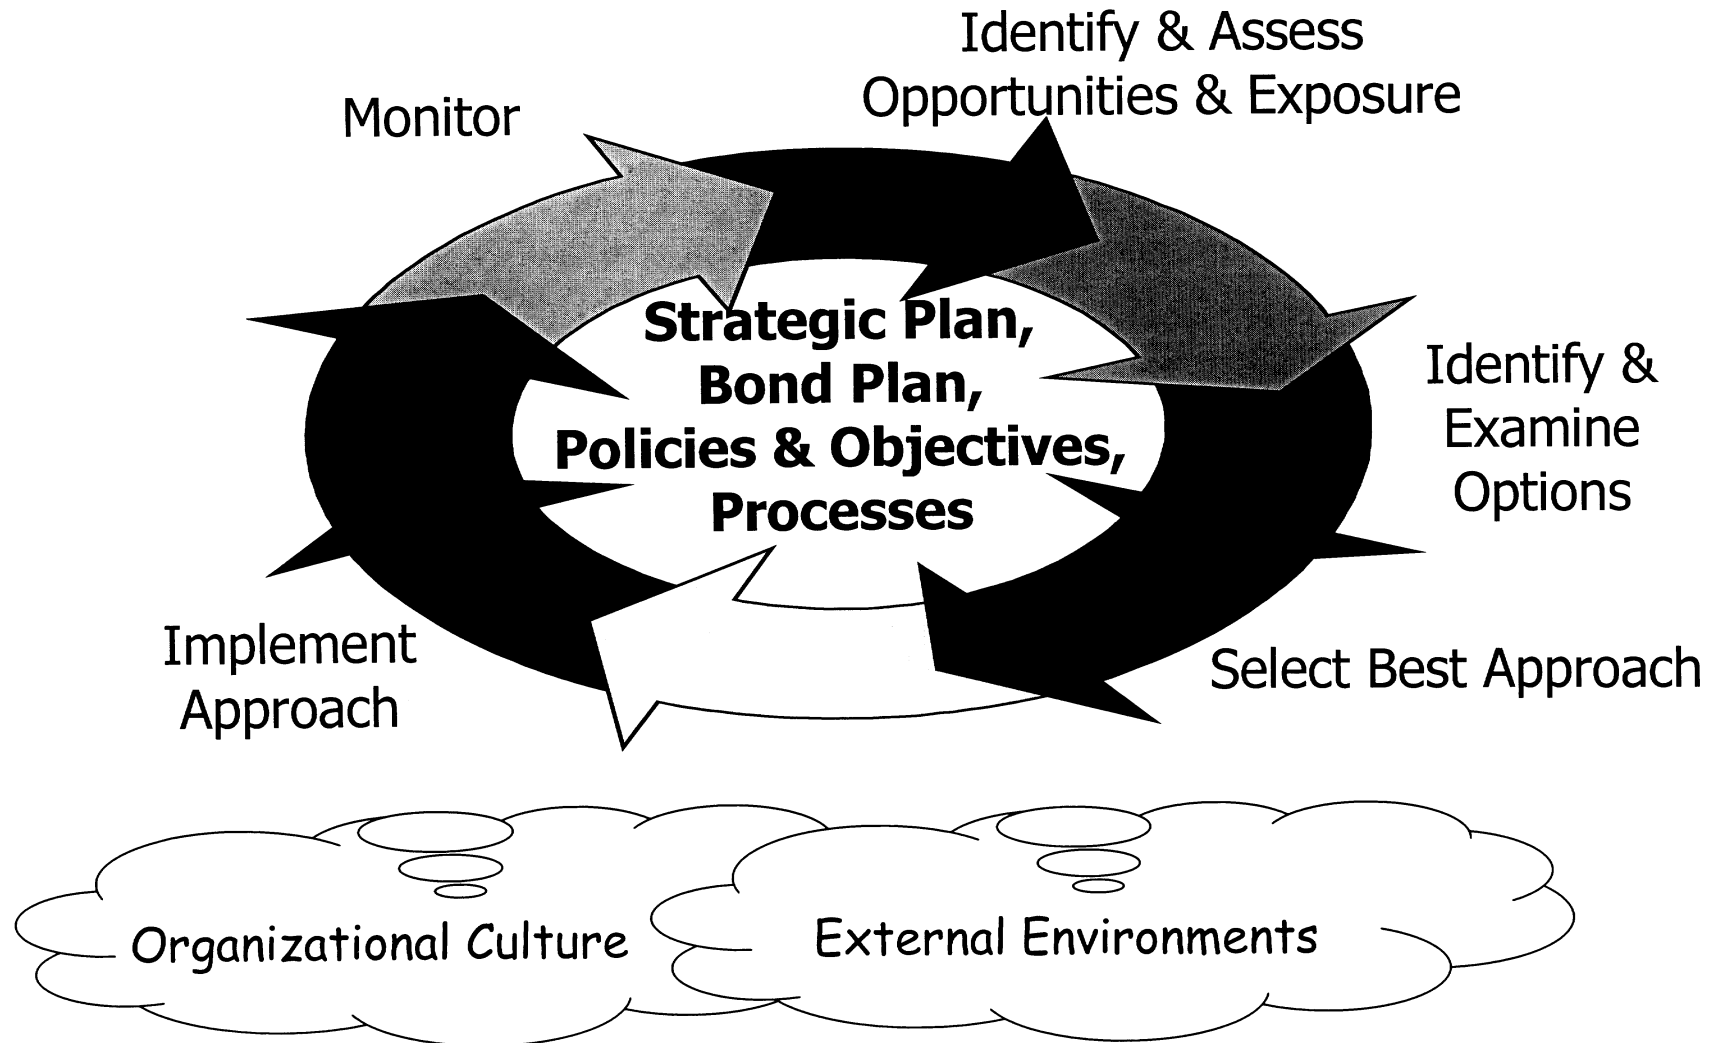 Identify & Assess
Opportunities & Exposure
Monitor
Strategic Plan,
Bond Plan,
Policies & Objectives,
Processes
Identify &
Examine
Options
Implement
Approach
Select Best Approach
Organizational Culture
External Environments